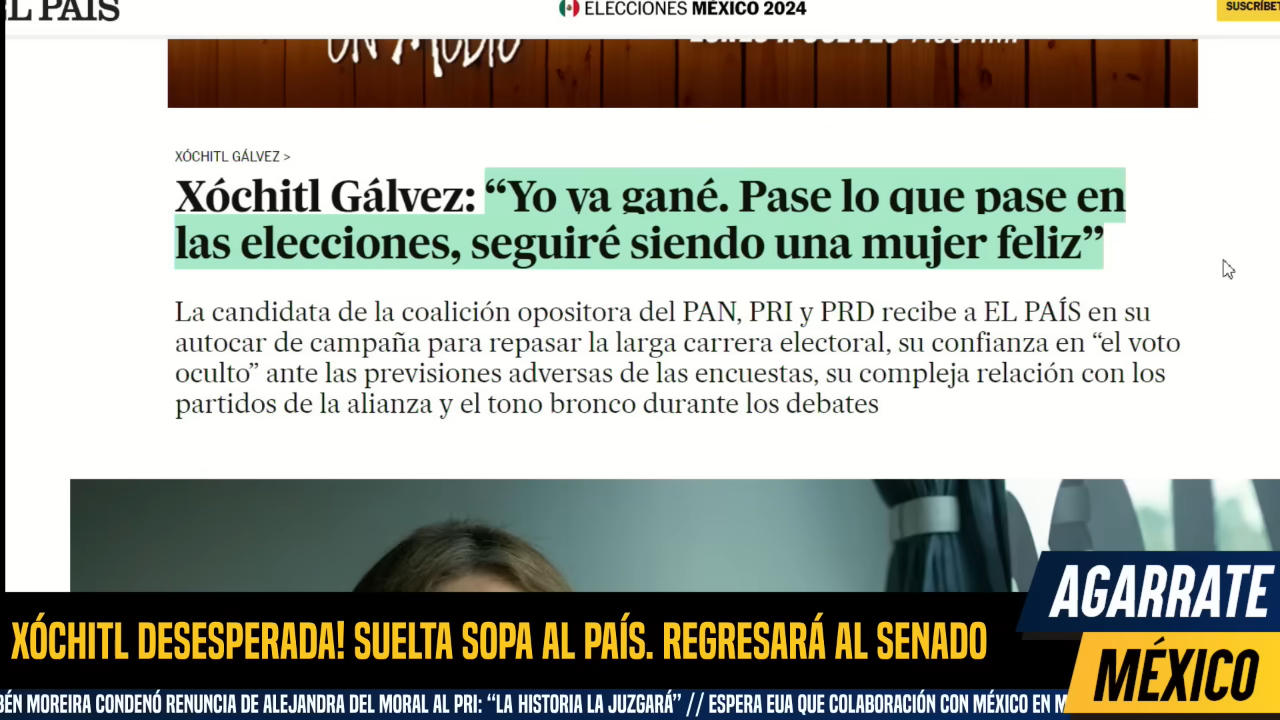 EL PAÍS
ELECCIONES MÉXICO 2024
SUSCRÍBET
UN MUDIO
XÓCHITL GÁLVEZ >
Xóchitl Gálvez: “Yo ya gané. Pase lo que pase en
las elecciones, seguiré siendo una mujer feliz”
La candidata de la coalición opositora del PAN, PRI y PRD recibe a EL PAÍS en su
autocar de campaña para repasar la larga carrera electoral, su confianza en “el voto
oculto” ante las previsiones adversas de las encuestas, su compleja relación con los
partidos de la alianza y el tono bronco durante los debates
AGARRATE
MÉXICO
XÓCHITL DESESPERADA! SUELTA SOPA AL PAÍS. REGRESARÁ AL SENADO
BÉN MOREIRA CONDENÓ RENUNCIA DE ALEJANDRA DEL MORAL AL PRI: “LA HISTORIA LA JUZGARÁ” // ESPERA EUA QUE COLABORACIÓN CON MÉXICO EN M